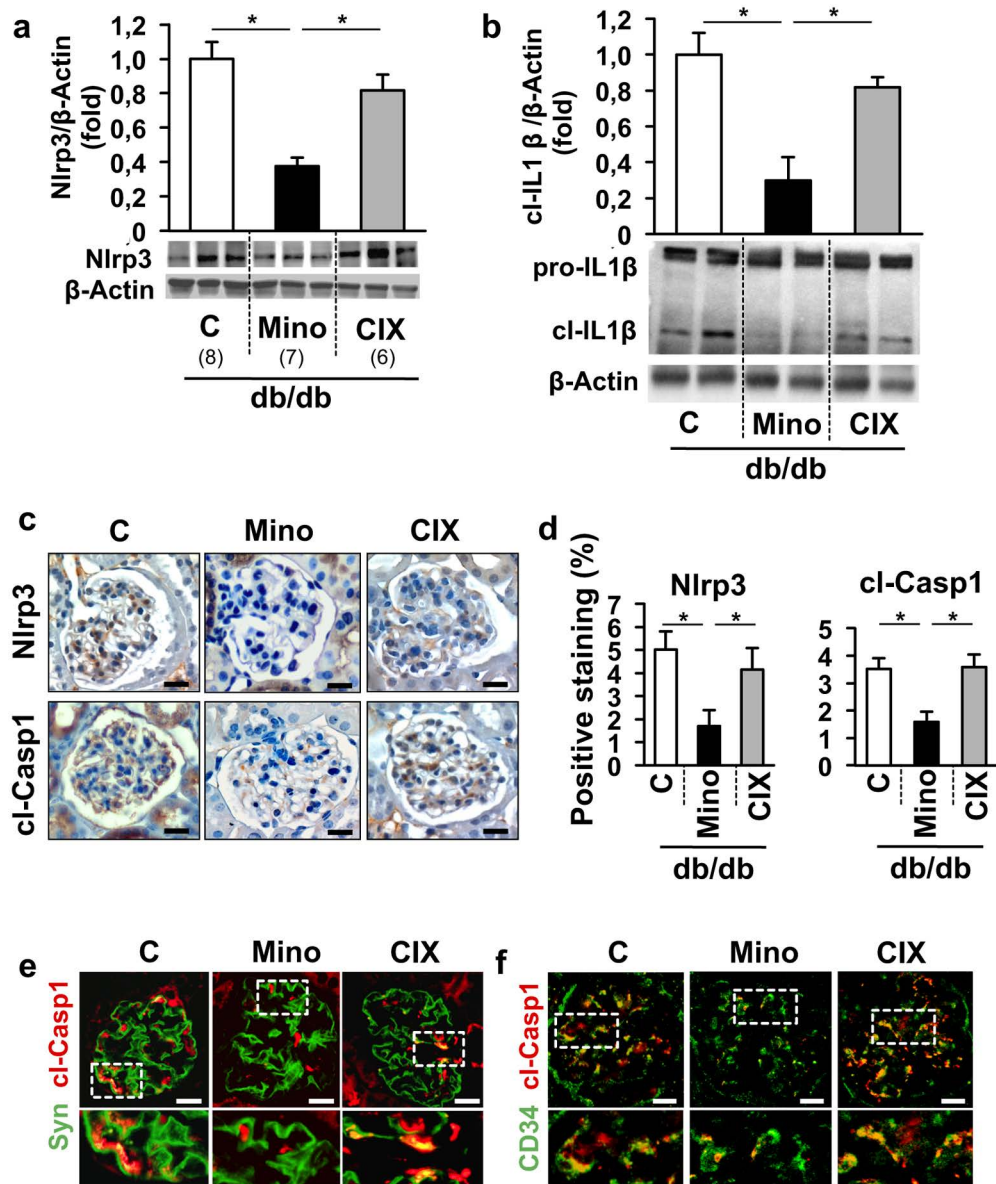 a
Nlrp3/β-Actin
(fold)
1,2
1,0
0,8
0,6
0,4
0,2
0
*
*
Nlrp3
β-Actin
C
Mino
CIX
(8)
(7)
(6)
db/db
b
cl-IL1 β /β-Actin
(fold)
1,2
1,0
0,8
0,6
0,4
0,2
0
*
*
pro-IL1β
cl-IL1β
β-Actin
C
Mino
CIX
db/db
c
C
Mino
CIX
Nlrp3
cl-Casp1
d
Positive staining (%)
Nlrp3
7
6
5
4
3
2
1
0
*
*
C
Mino
CIX
db/db
cl-Casp1
5
4
3
2
1
0
*
*
C
Mino
CIX
db/db
e
C
Mino
CIX
Syn cl-Casp1
f
C
Mino
CIX
CD34 cl-Casp1